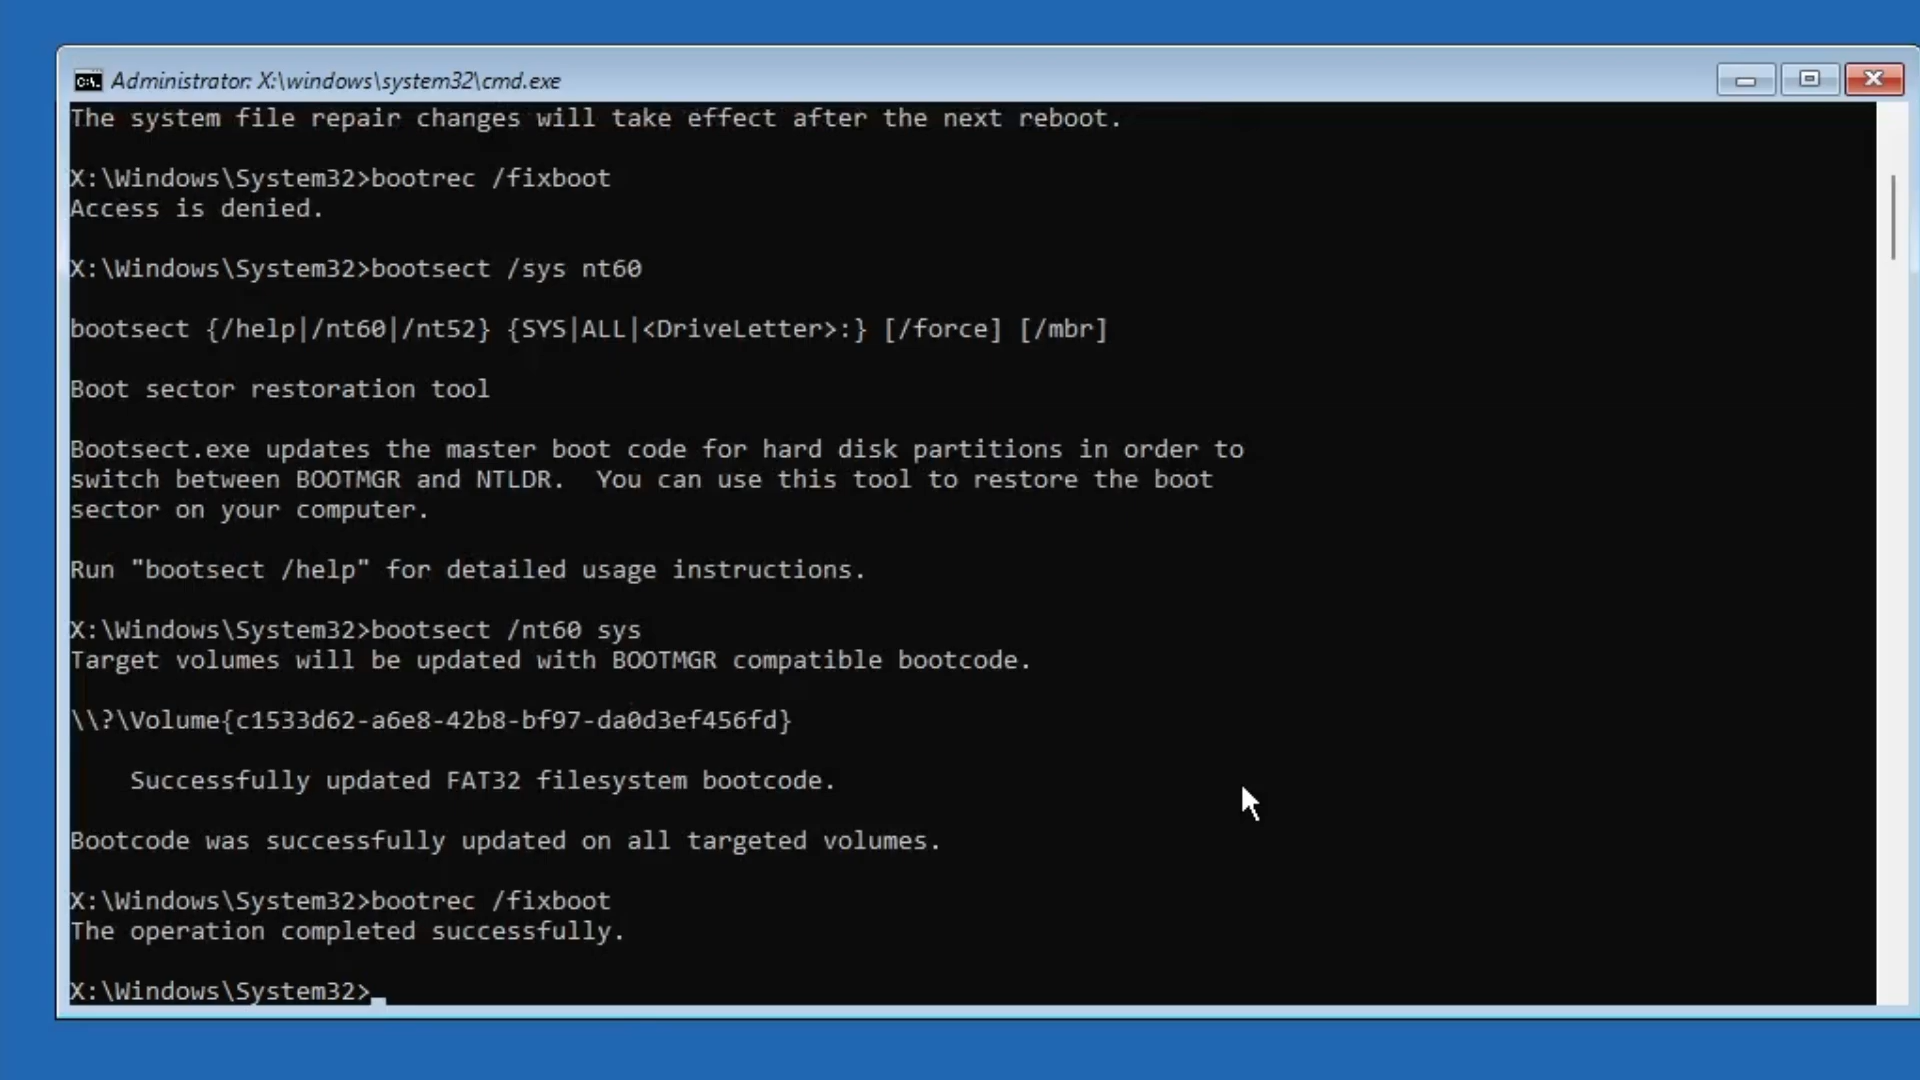 Administrator: X:\windows\system32\cmd.exe
The system file repair changes will take effect after the next reboot.
X:\Windows\System32>bootrec /fixboot
Access is denied.
X:\Windows\System32>bootsect /sys nt60
bootsect {/help|/nt60|/nt52} {SYS|ALL|<DriveLetter>:} [/force] [/mbr]
Boot sector restoration tool
Bootsect.exe updates the master boot code for hard disk partitions in order to
switch between BOOTMGR and NTLDR.  You can use this tool to restore the boot
sector on your computer.
Run "bootsect /help" for detailed usage instructions.
X:\Windows\System32>bootsect /nt60 sys
Target volumes will be updated with BOOTMGR compatible bootcode.
\\?\Volume{c1533d62-a6e8-42b8-bf97-da0d3ef456fd}
Successfully updated FAT32 filesystem bootcode.
Bootcode was successfully updated on all targeted volumes.
X:\Windows\System32>bootrec /fixboot
The operation completed successfully.
X:\Windows\System32>